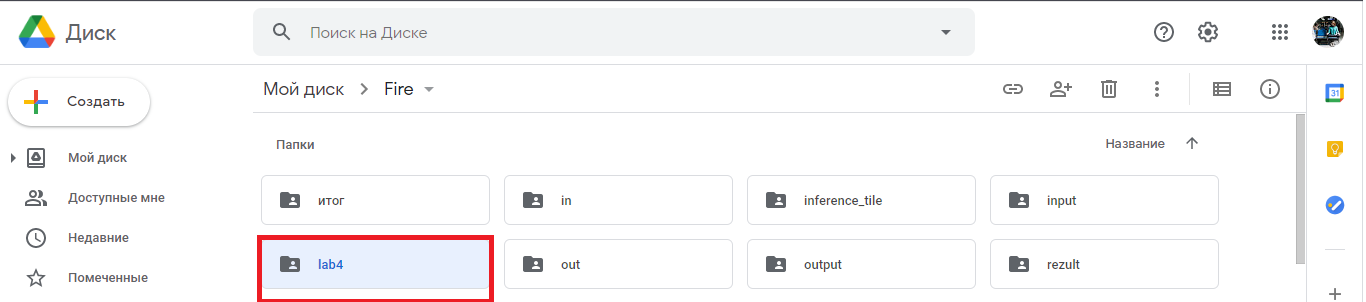 Диск
Поиск на Диске
Создать
Мой диск
Fire
Мой диск
Доступные мне
Недавние
Помеченные
Папки
Название
итог
in
inference_tile
input
lab4
out
output
rezult
31